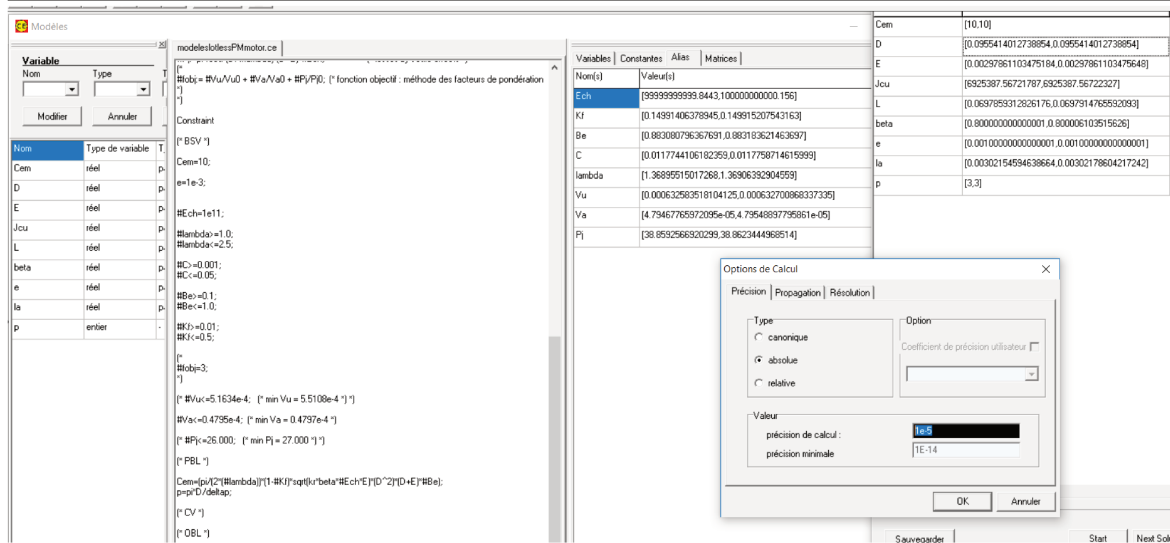 Modèles
Variable
Nom
Type
T
Modifier
Annuler
Nom
Type de variable
T
Cem
réel
p
D
réel
p
E
réel
p
Jcu
réel
p
L
réel
p
beta
réel
p
e
réel
p
la
réel
p
p
entier
-
modeleslotlessPMmotor.ce
(*
#fobj= #Vu/Vu0 + #Va/Va0 + #Pj/Pj0; (* fonction objectif : méthode des facteurs de pondération
*)
*)
Constraint
(* BSV *)
Cem=10;
e=1e-3;
#Ech=1e11;
#lambda>=1.0;
#lambda<=2.5;
#C>=0.001;
#C<=0.05;
#Be>=0.1;
#Be<=1.0;
#Kf>=0.01;
#Kf<=0.5;
(*
#fobj=3;
*)
(* #Vu<=5.1634e-4; (* min Vu = 5.5108e-4 *) *)
#Va<=0.4795e-4; (* min Va = 0.4797e-4 *)
(* #Pj<=26.000; (* min Pj = 27.000 *) *)
(* PBL *)
Cem=(pi/(2*(#lambda))*(1-#Kf)*sqrt(kr*beta*#Ech*E)*(D^2)*(D+E)*#Be);
p=pi*D/deltap;
(* CV *)
(* OBL *)
Variables
Constantes
Alias
Matrices
Nom(s)
Valeur(s)
Ech
[99999999999.8443,100000000000.156]
Kf
[0.14991406378945,0.149915207543163]
Be
[0.883080796367691,0.883183621463697]
C
[0.0117744106182359,0.0117758714615999]
lambda
[1.36895515017268,1.36906392904559]
Vu
[0.000632583518104125,0.000632700868337335]
Va
[4.79467765972095e-05,4.79548897795861e-05]
Pj
[38.8592566920299,38.8623444968514]
Cem
[10,10]
D
[0.0955414012738854,0.0955414012738854]
E
[0.00297861103475184,0.00297861103475648]
Jcu
[6925387.56721787,6925387.56722327]
L
[0.0697859312826176,0.0697914765592093]
beta
[0.800000000000001,0.800006103515626]
e
[0.00100000000000001,0.00100000000000001]
la
[0.00302154594638664,0.00302178604217242]
p
[3,3]
Options de Calcul
Précision
Propagation
Résolution
Type
canonique
absolue
relative
Option
Coefficient de précision utilisateur
Valeur
précision de calcul :
1e-5
précision minimale
1E-14
OK
Annuler
Sauvegarder
Start
Next Sol